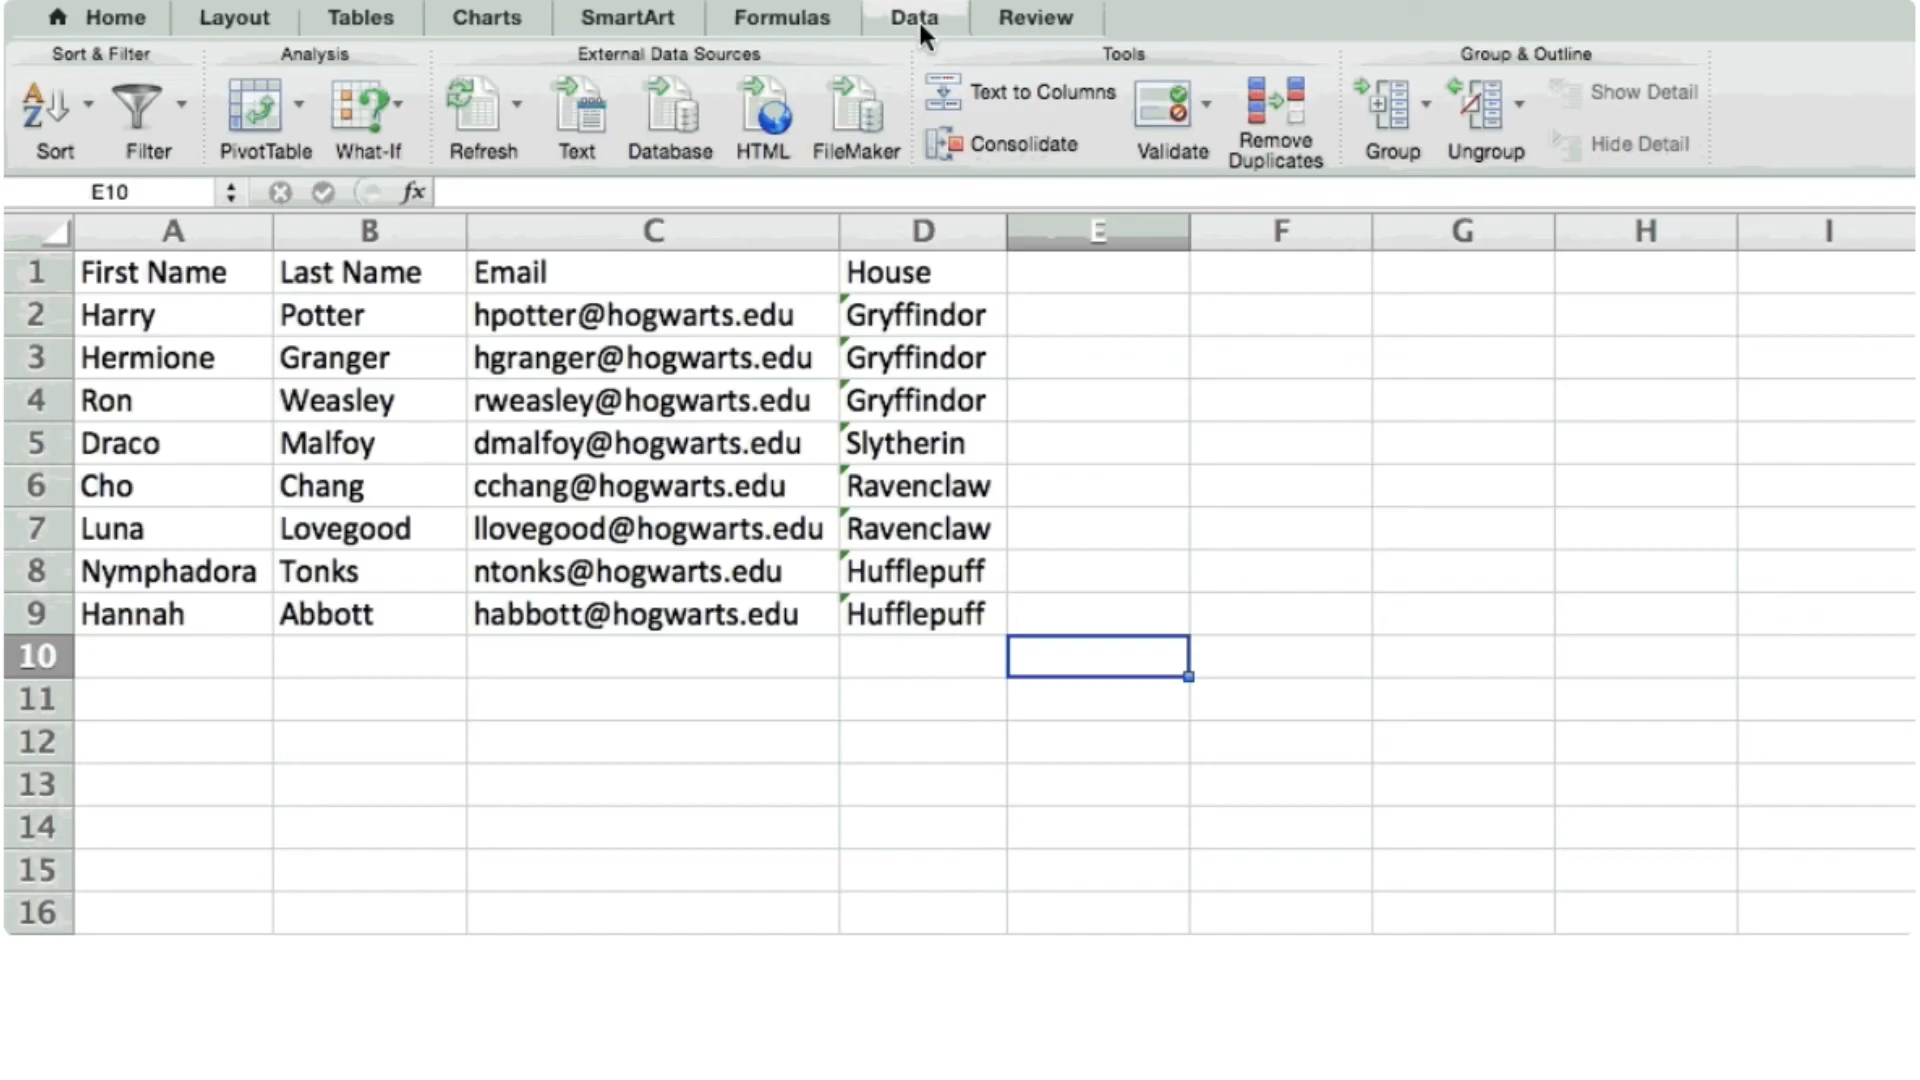 Home Layout Tables Charts SmartArt Formulas Data Review
Sort & Filter Analysis External Data Sources Tools Group & Outline
Sort Filter PivotTable What-If Refresh Text Database HTML FileMaker Text to Columns Consolidate Validate Remove Duplicates Group Ungroup Show Detail Hide Detail
E10 fx
A B C D E F G H I
1 First Name Last Name Email House
2 Harry Potter hpotter@hogwarts.edu Gryffindor
3 Hermione Granger hgranger@hogwarts.edu Gryffindor
4 Ron Weasley rweasley@hogwarts.edu Gryffindor
5 Draco Malfoy dmalfoy@hogwarts.edu Slytherin
6 Cho Chang cchang@hogwarts.edu Ravenclaw
7 Luna Lovegood llovegood@hogwarts.edu Ravenclaw
8 Nymphadora Tonks ntonks@hogwarts.edu Hufflepuff
9 Hannah Abbott habbott@hogwarts.edu Hufflepuff
10
11
12
13
14
15
16